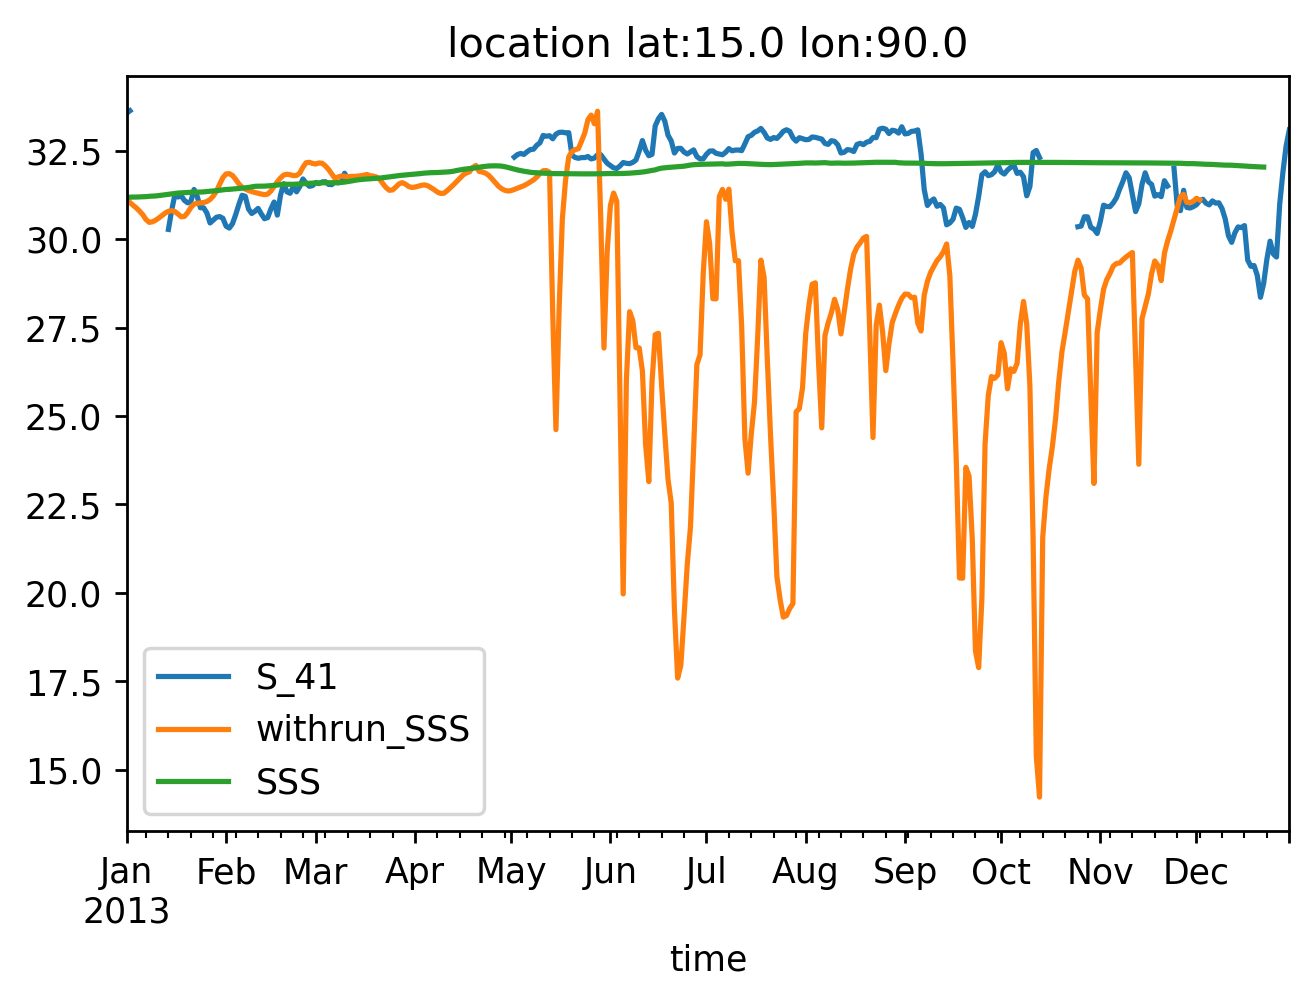 location lat:15.0 lon:90.0
32.5
30.0
27.5
25.0
22.5
20.0
17.5
15.0
S_41
withrun_SSS
SSS
Jan Feb Mar Apr May Jun Jul Aug Sep Oct Nov Dec
2013
time